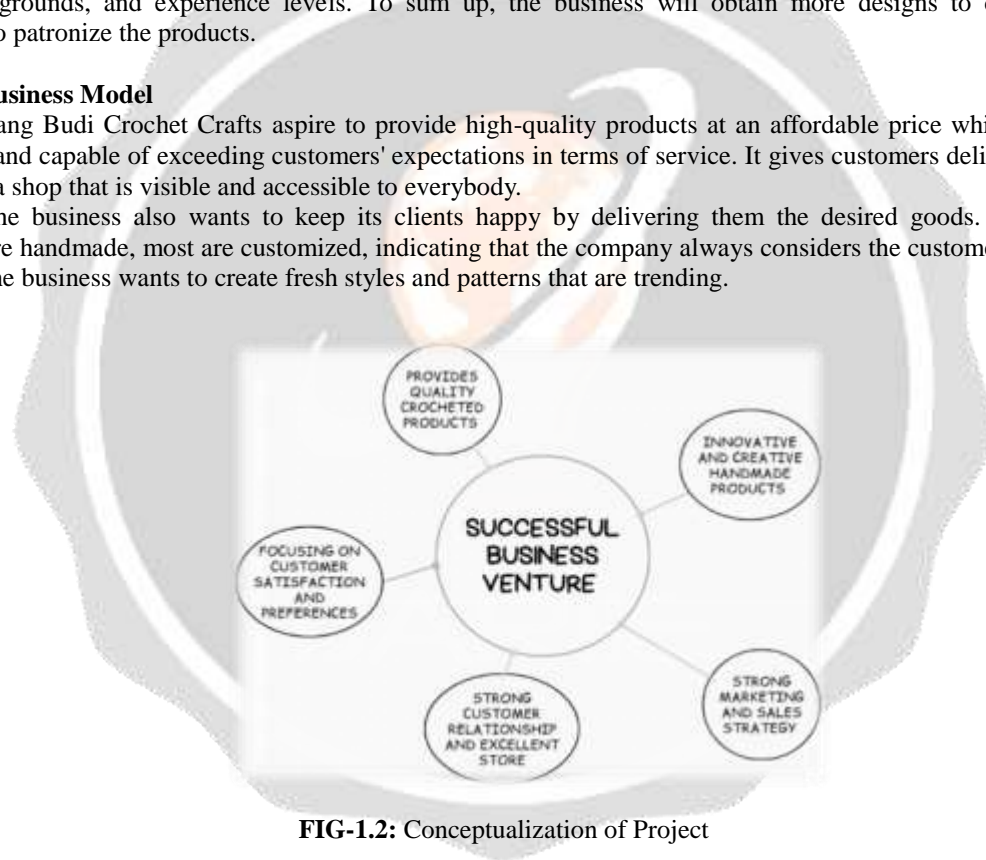 grounds, and experience levels. To sum up, the business will obtain more designs to
o patronize the products.
usiness Model
ang Budi Crochet Crafts aspire to provide high-quality products at an affordable price
and capable of exceeding customers' expectations in terms of service. It gives customers
a shop that is visible and accessible to everybody.
he business also wants to keep its clients happy by delivering them the desired goods.
re handmade, most are customized, indicating that the company always considers the
he business wants to create fresh styles and patterns that are trending.
PROVIDES
QUALITY
CROCHETED
PRODUCTS
INNOVATIVE
AND CREATIVE
HANDMADE
PRODUCTS
SUCCESSFUL
BUSINESS
VENTURE
FOCUSING ON
CUSTOMER
SATISFACTION
AND
PREFERENCES
STRONG
CUSTOMER
RELATIONSHIP
AND EXCELLENT
STORE
STRONG
MARKETING
AND SALES
STRATEGY
FIG-1.2: Conceptualization of Project